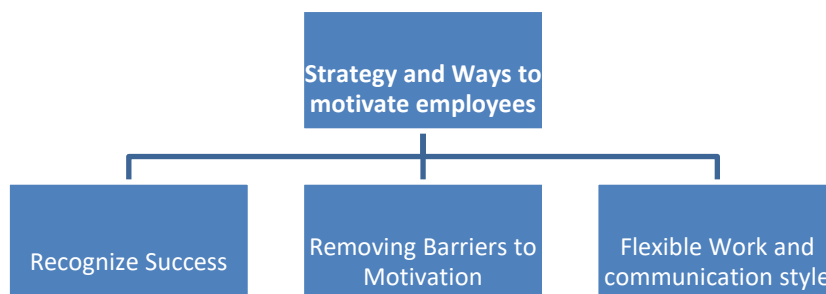 Strategy and Ways to
motivate employees
Recognize Success
Removing Barriers to
Motivation
Flexible Work and
communication style